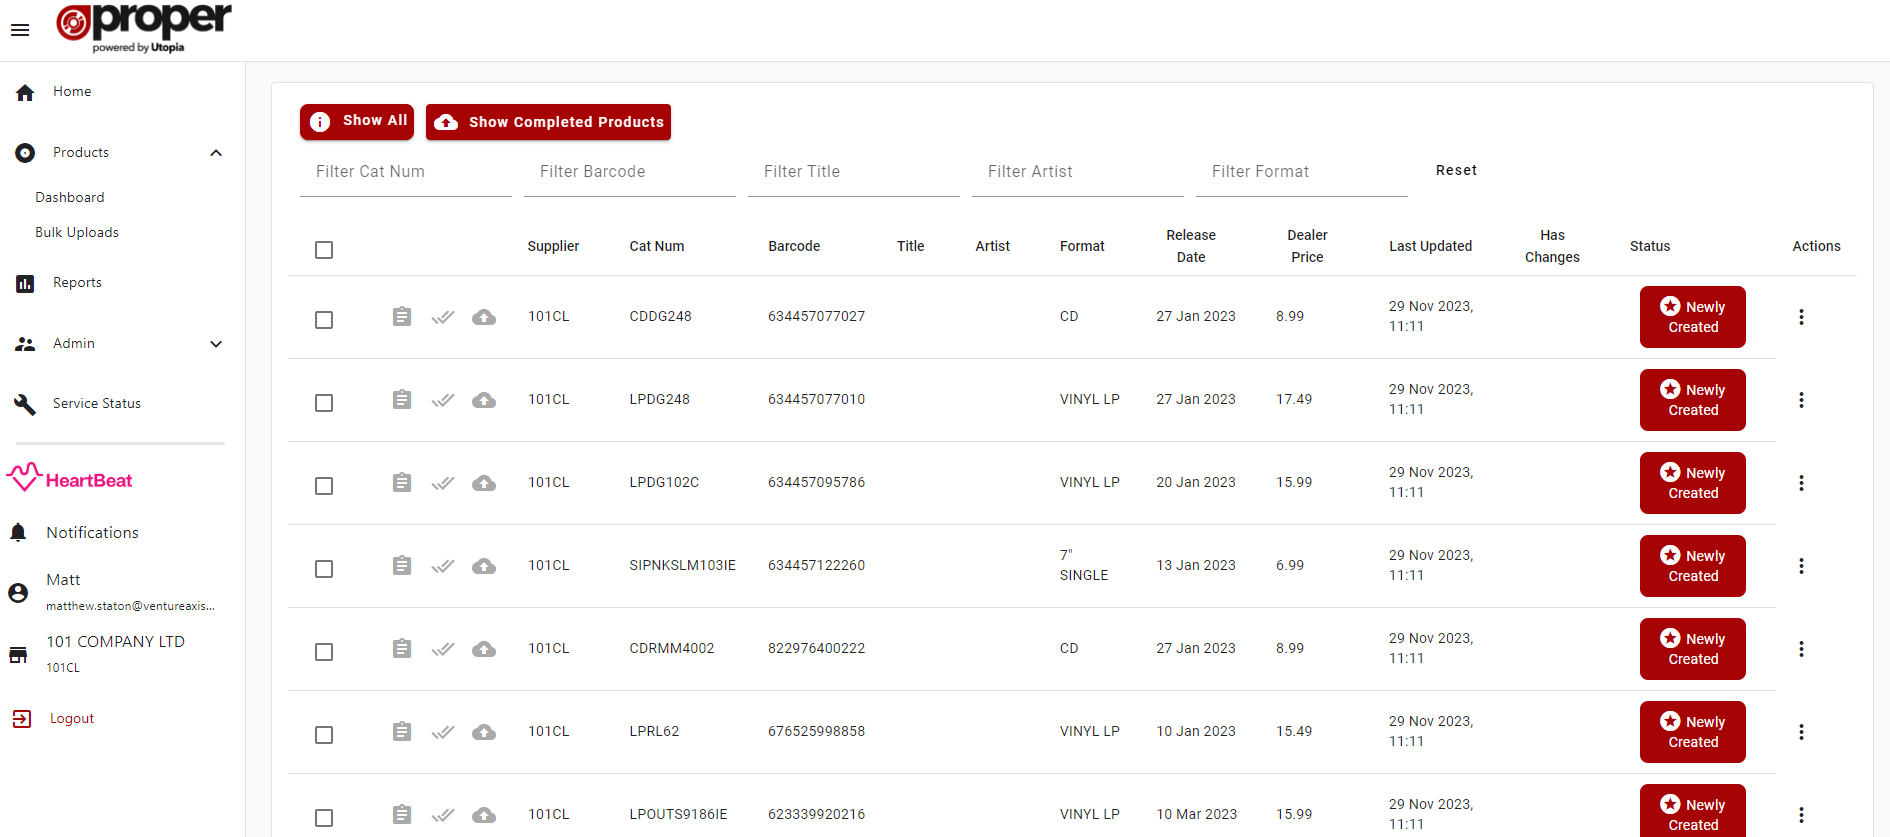 proper
powered by Utopia
Home
Products
Dashboard
Bulk Uploads
Reports
Admin
Service Status
HeartBeat
Notifications
Matt
matthew.staton@ventureaxis...
101 COMPANY LTD
101CL
Logout
Show All
Show Completed Products
Filter Cat Num
Filter Barcode
Filter Title
Filter Artist
Filter Format
Reset
Supplier Cat Num Barcode Title Artist Format Release Date Dealer Price Last Updated Has Changes Status Actions
101CL CDDG248 634457077027 CD 27 Jan 2023 8.99 29 Nov 2023, 11:11 Newly Created
101CL LPDG248 634457077010 VINYL LP 27 Jan 2023 17.49 29 Nov 2023, 11:11 Newly Created
101CL LPDG102C 634457095786 VINYL LP 20 Jan 2023 15.99 29 Nov 2023, 11:11 Newly Created
101CL SIPNKSLM103IE 634457122260 7" SINGLE 13 Jan 2023 6.99 29 Nov 2023, 11:11 Newly Created
101CL CDRMM4002 822976400222 CD 27 Jan 2023 8.99 29 Nov 2023, 11:11 Newly Created
101CL LPRL62 676525998858 VINYL LP 10 Jan 2023 15.49 29 Nov 2023, 11:11 Newly Created
101CL LPOUTS9186IE 623339920216 VINYL LP 10 Mar 2023 15.99 29 Nov 2023, 11:11 Newly Created